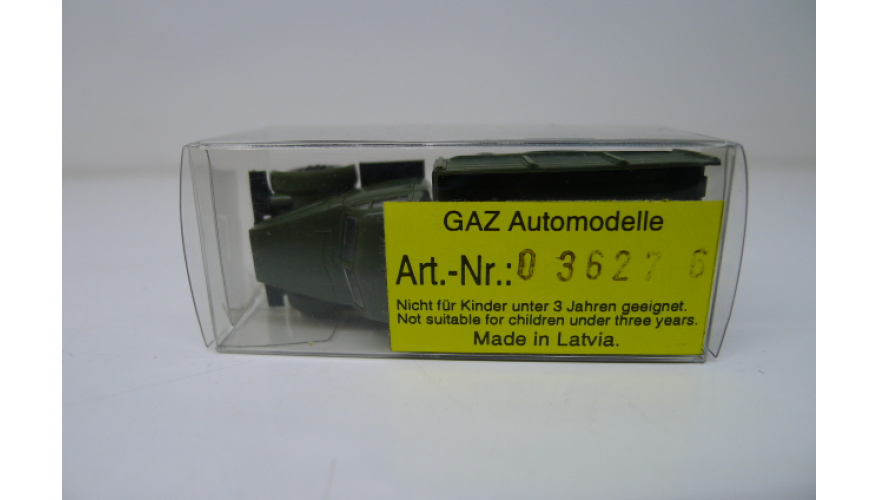 GAZ Automodelle
Art.-Nr.: 0 3627 6
Nicht für Kinder unter 3 Jahren geeignet.
Not suitable for children under three years.
Made in Latvia.